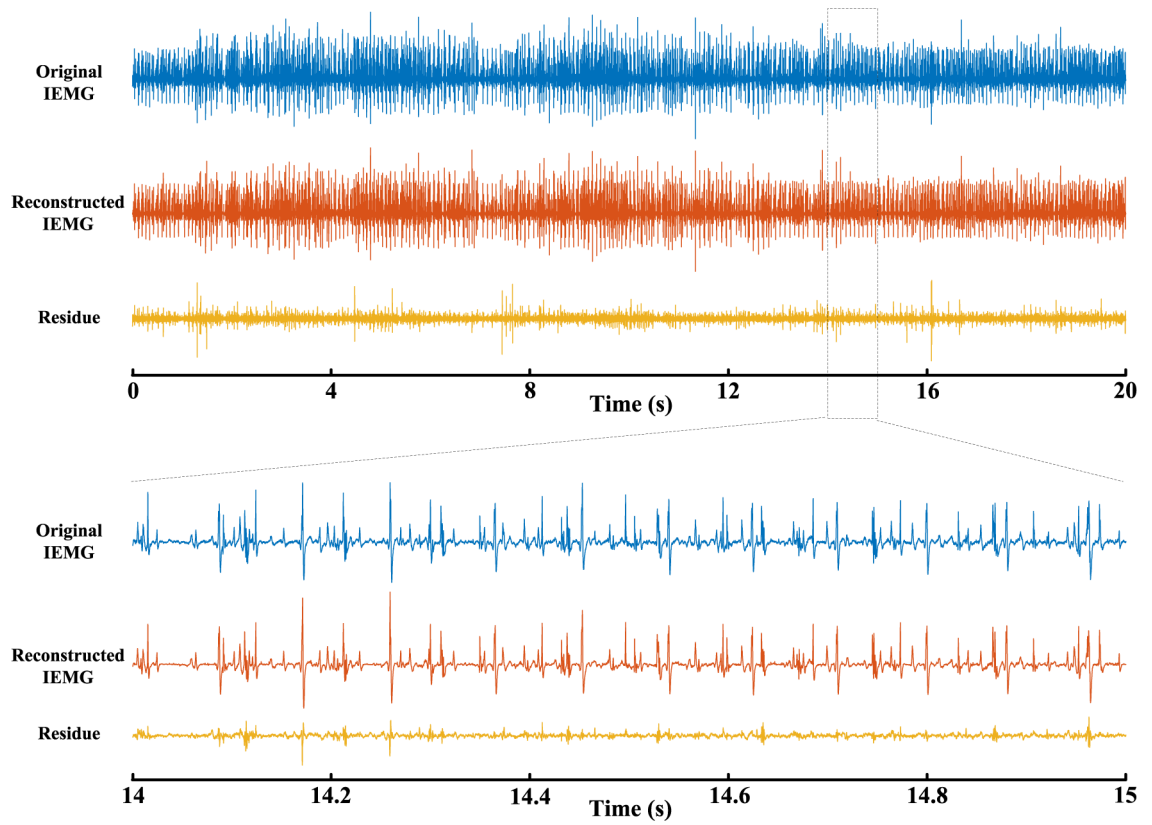 Original
IEMG
Reconstructed
IEMG
Residue
0 4 8 12 16 20
Time (s)
Original
IEMG
Reconstructed
IEMG
Residue
14 14.2 14.4 14.6 14.8 15
Time (s)